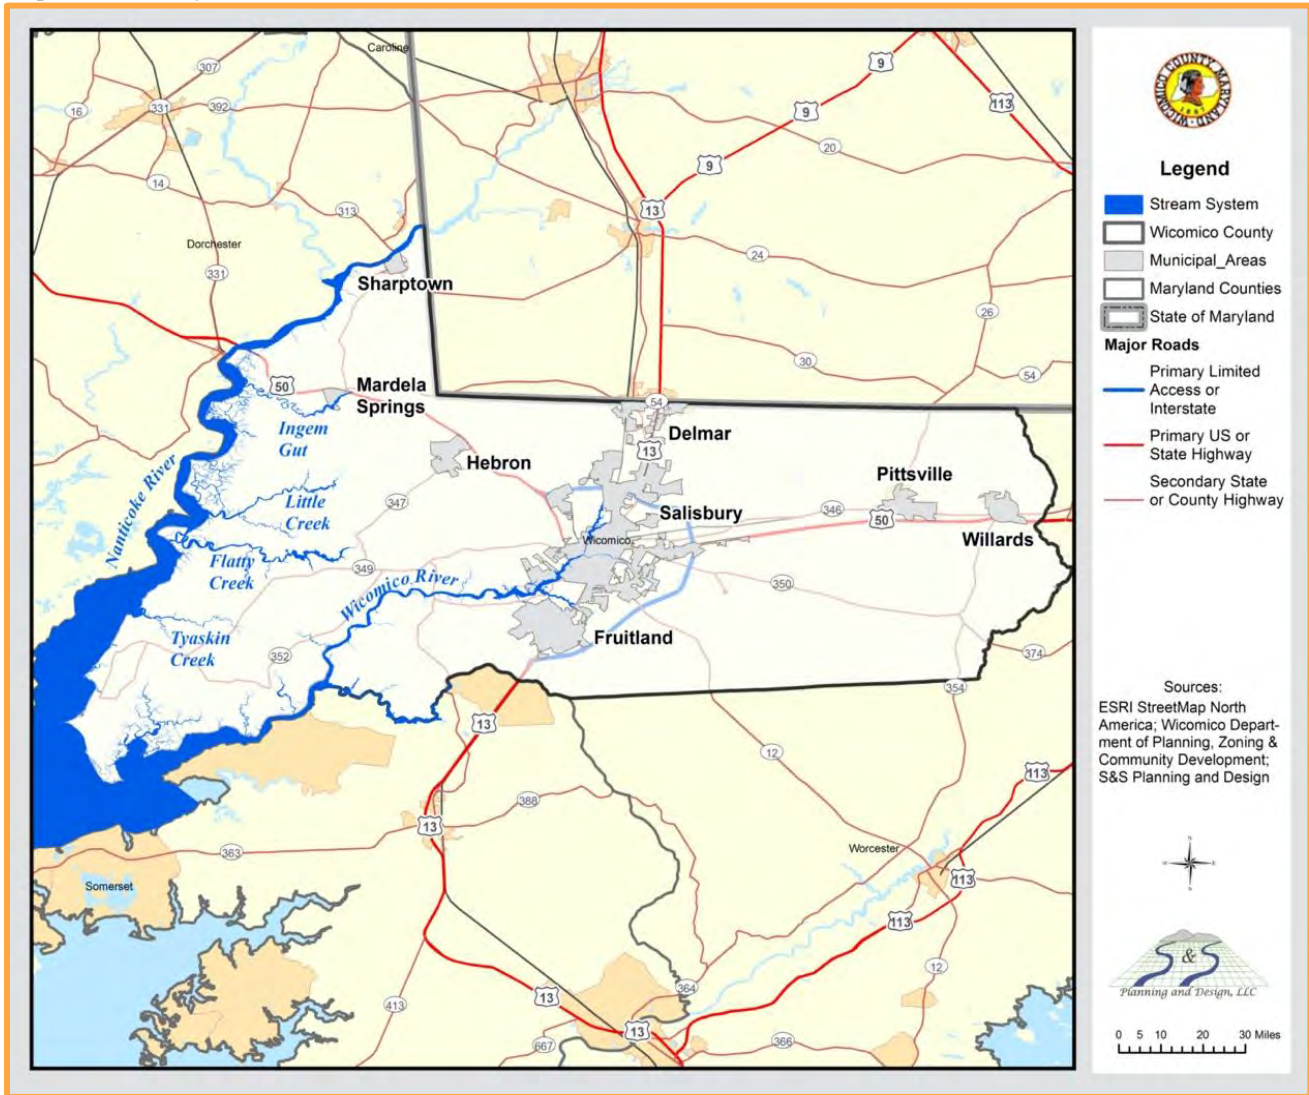 Caroline
307
16
331
392
9
9
113
20
9
14
313
13
Dorchester
331
24
Sharptown
26
30
54
50
Mardela
Springs
54
Ingem
Gut
Delmar
13
Hebron
Pittsville
Nanticoke River
Little
Creek
347
346
50
Salisbury
Willards
Wicomico
Flatty
Creek
349
350
Wicomico River
Tyaskin
Creek
Fruitland
352
374
354
13
12
113
388
13
363
Worcester
Somerset
113
113
12
364
413
13
13
667
366
WICOMICO COUNTY MARYLAND
1867
Legend
Stream System
Wicomico County
Municipal_Areas
Maryland Counties
State of Maryland
Major Roads
Primary Limited
Access or
Interstate
Primary US or
State Highway
Secondary State
or County Highway
Sources:
ESRI StreetMap North
America; Wicomico Depart-
ment of Planning, Zoning &
Community Development;
S&S Planning and Design
N
S
S & S
Planning and Design, LLC
0 5 10 20 30 Miles